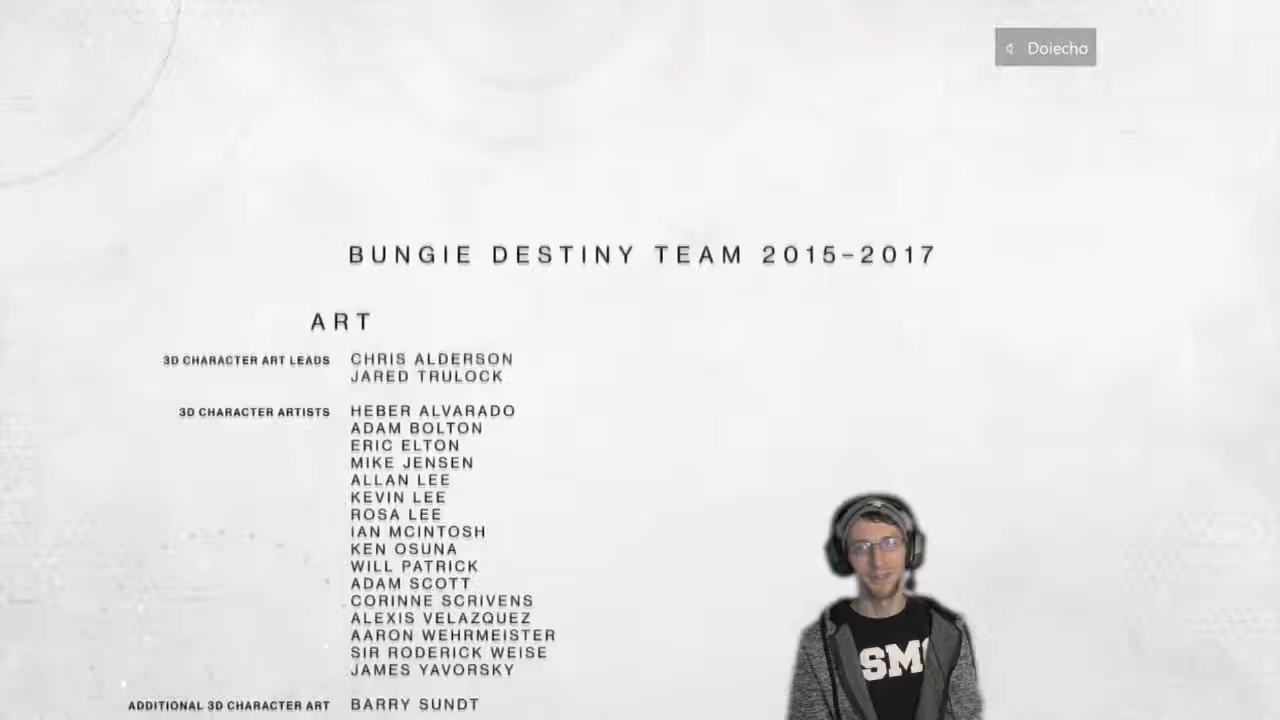 Doiecho
BUNGIE DESTINY TEAM 2015–2017
ART
3D CHARACTER ART LEADS CHRIS ALDERSON
JARED TRULOCK
3D CHARACTER ARTISTS HEBER ALVARADO
ADAM BOLTON
ERIC ELTON
MIKE JENSEN
ALLAN LEE
KEVIN LEE
ROSA LEE
IAN MCINTOSH
KEN OSUNA
WILL PATRICK
ADAM SCOTT
CORINNE SCRIVENS
ALEXIS VELAZQUEZ
AARON WEHRMEISTER
SIR RODERICK WEISE
JAMES YAVORSKY
ADDITIONAL 3D CHARACTER ART BARRY SUNDT